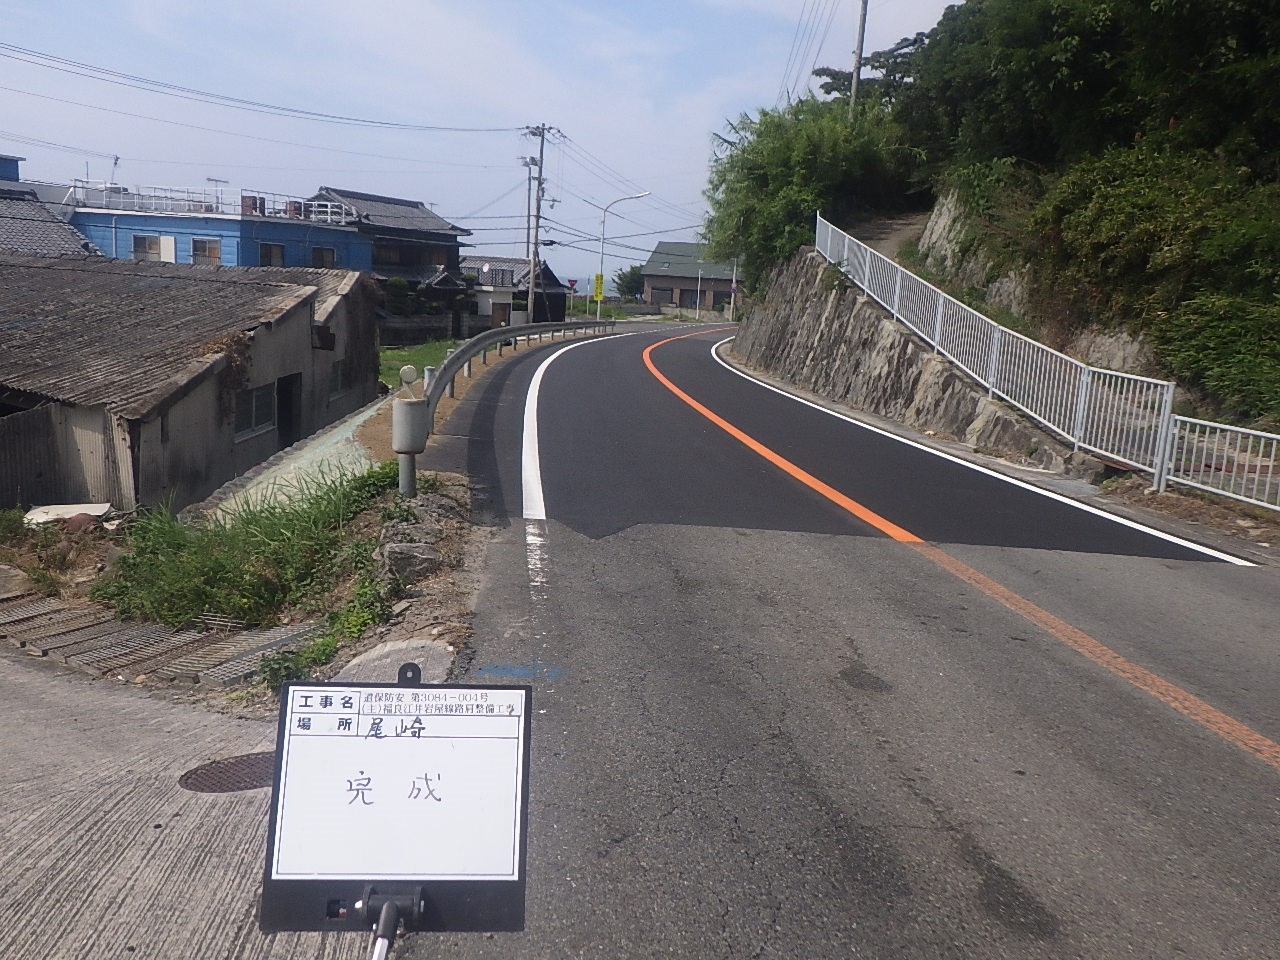 工事名 道保防安 第3084-004号
(主)福良江井岩屋線路肩整備工事
場所 尾崎
完成